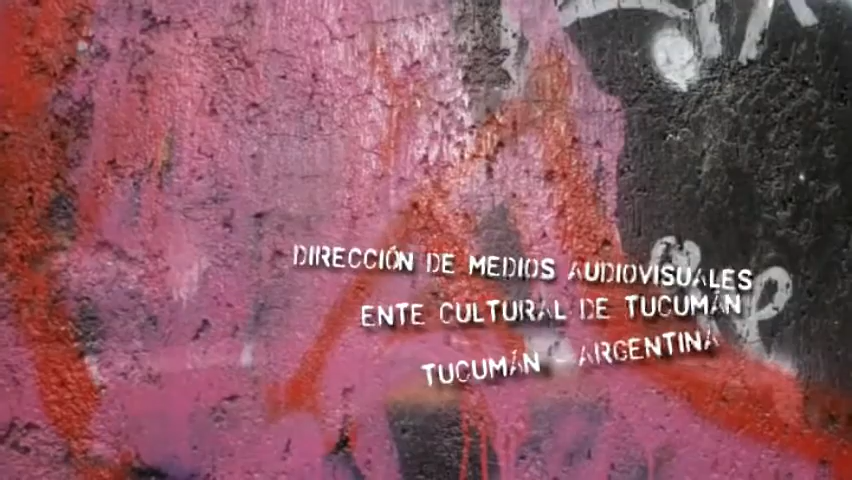 DIRECCIÓN DE MEDIOS AUDIOVISUALES
ENTE CULTURAL DE TUCUMÁN
TUCUMÁN - ARGENTINA